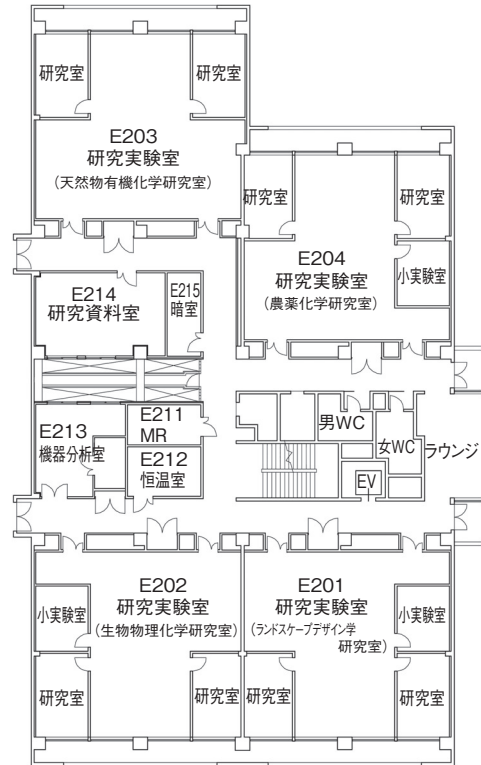 研究室
研究室
E203
研究実験室
(天然物有機化学研究室)
研究室
研究室
E204
研究実験室
(農薬化学研究室)
小実験室
E214
研究資料室
E215
暗室
E213
機器分析室
E211
MR
E212
恒温室
男WC
女WC
ラウンジ
EV
E202
研究実験室
(生物物理化学研究室)
小実験室
研究室
研究室
E201
研究実験室
(ランドスケープデザイン学
研究室)
小実験室
研究室
研究室